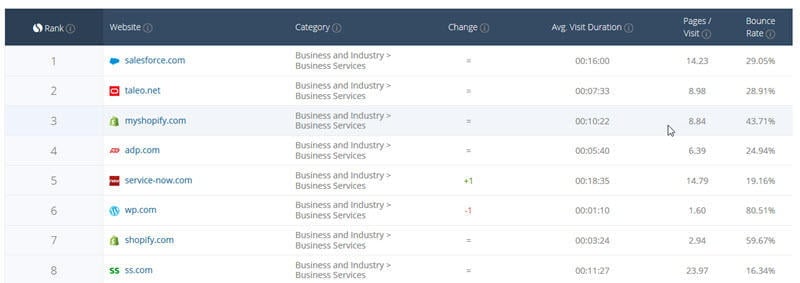 Rank Website Category Change Avg. Visit Duration Pages / Visit Bounce Rate
1 salesforce.com Business and Industry > Business Services = 00:16:00 14.23 29.05%
2 taleo.net Business and Industry > Business Services = 00:07:33 8.98 28.91%
3 myshopify.com Business and Industry > Business Services = 00:10:22 8.84 43.71%
4 adp.com Business and Industry > Business Services = 00:05:40 6.39 24.94%
5 service-now.com Business and Industry > Business Services +1 00:18:35 14.79 19.16%
6 wp.com Business and Industry > Business Services -1 00:01:10 1.60 80.51%
7 shopify.com Business and Industry > Business Services = 00:03:24 2.94 59.67%
8 ss ss.com Business and Industry > Business Services = 00:11:27 23.97 16.34%